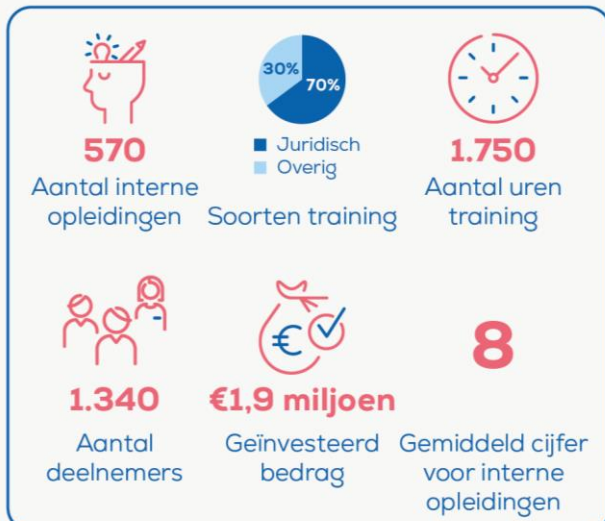 570
Aantal interne
opleidingen
30%
70%
Juridisch
Overig
Soorten training
1.750
Aantal uren
training
1.340
Aantal
deelnemers
€
€1,9 miljoen
Geïnvesteerd
bedrag
8
Gemiddeld cijfer
voor interne
opleidingen